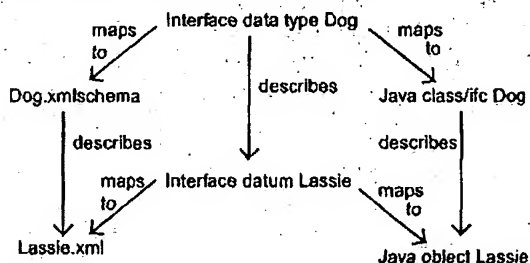 Interface data type Dog
maps
to
maps
to
Dog.xmlschema
describes
Java class/ifc Dog
describes
describes
maps
to
Interface datum Lassie
maps
to
Lassie.xml
Java object Lassie